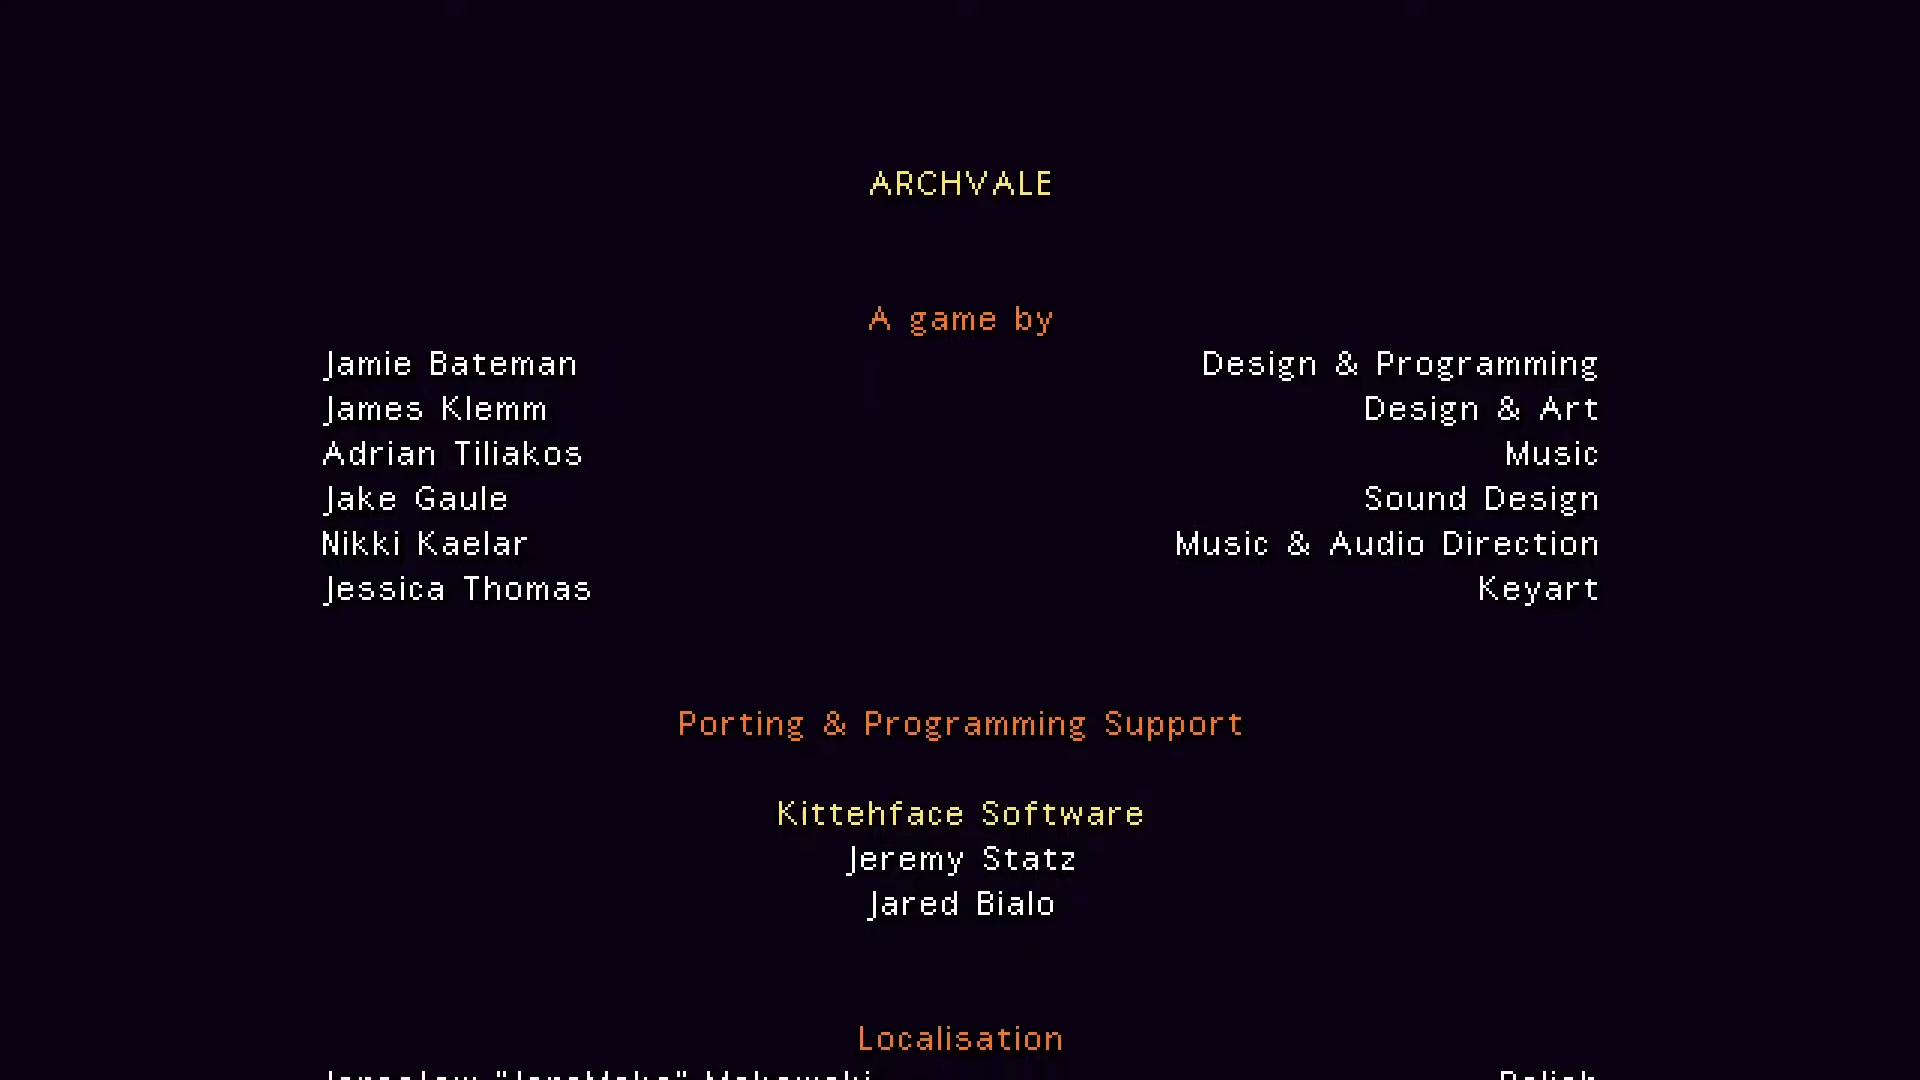 ARCHVALE
A game by
Jamie Bateman Design & Programming
James Klemm Design & Art
Adrian Tiliakos Music
Jake Gaule Sound Design
Nikki Kaelar Music & Audio Direction
Jessica Thomas Keyart
Porting & Programming Support
Kittehface Software
Jeremy Statz
Jared Bialo
Localisation
Polish